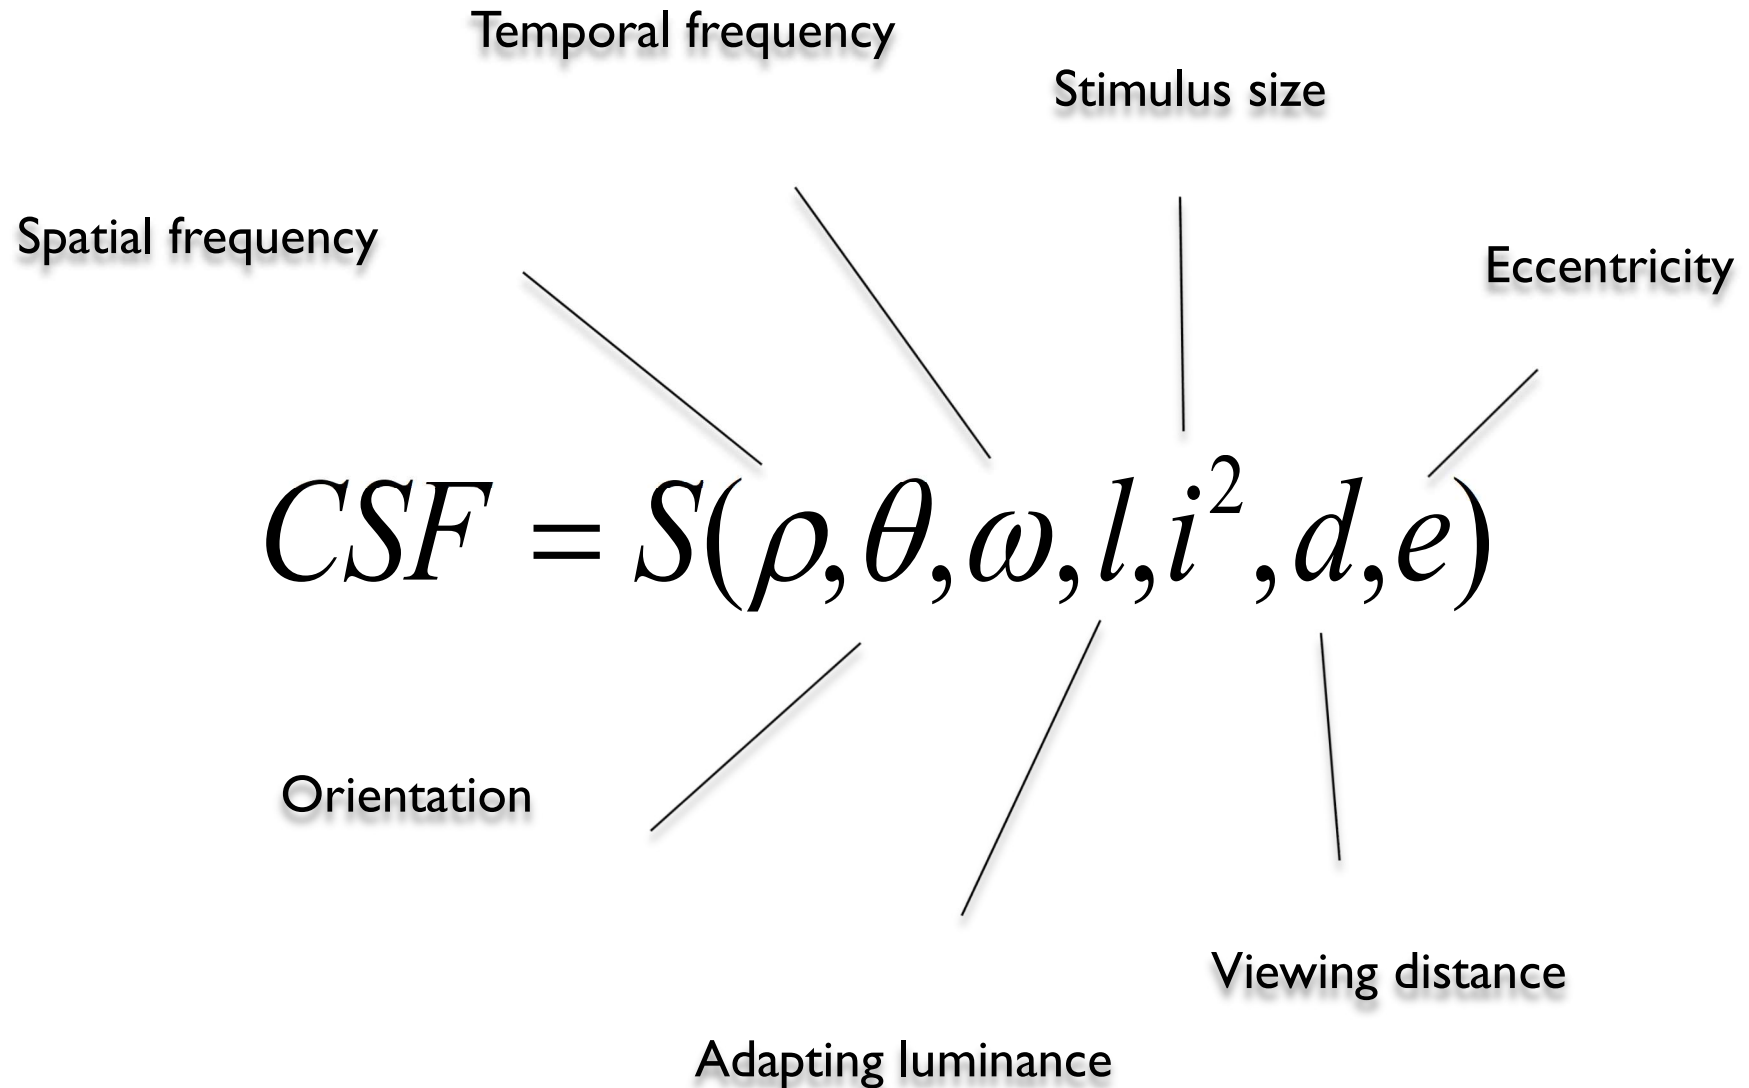 Temporal frequency
Stimulus size
Spatial frequency
Eccentricity
CSF = S(ρ,θ,ω,l,i²,d,e)
Orientation
Viewing distance
Adapting luminance